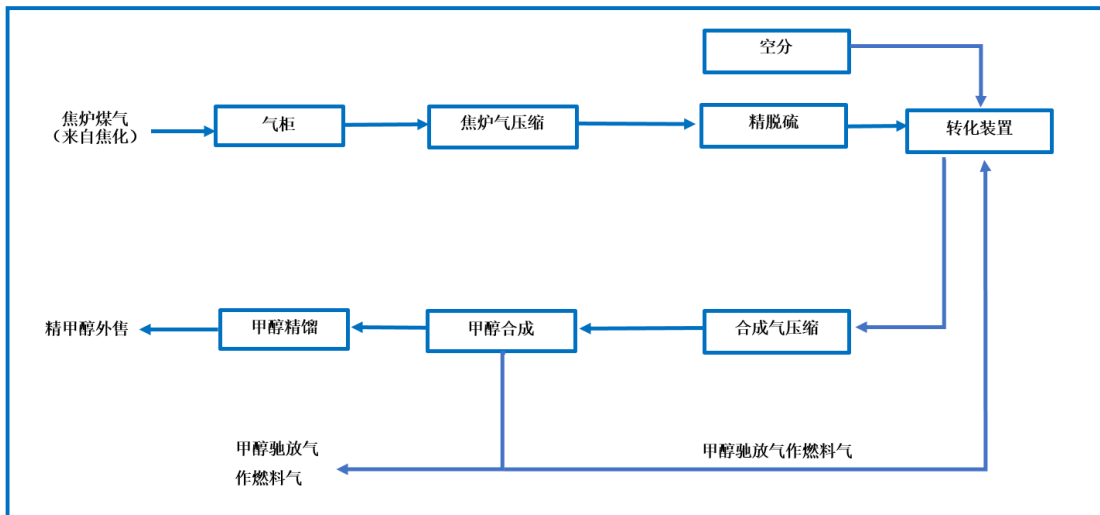 空分
焦炉煤气
（来自焦化）
气柜
焦炉气压缩
精脱硫
转化装置
精甲醇外售
甲醇精馏
甲醇合成
合成气压缩
甲醇驰放气
作燃料气
甲醇驰放气作燃料气